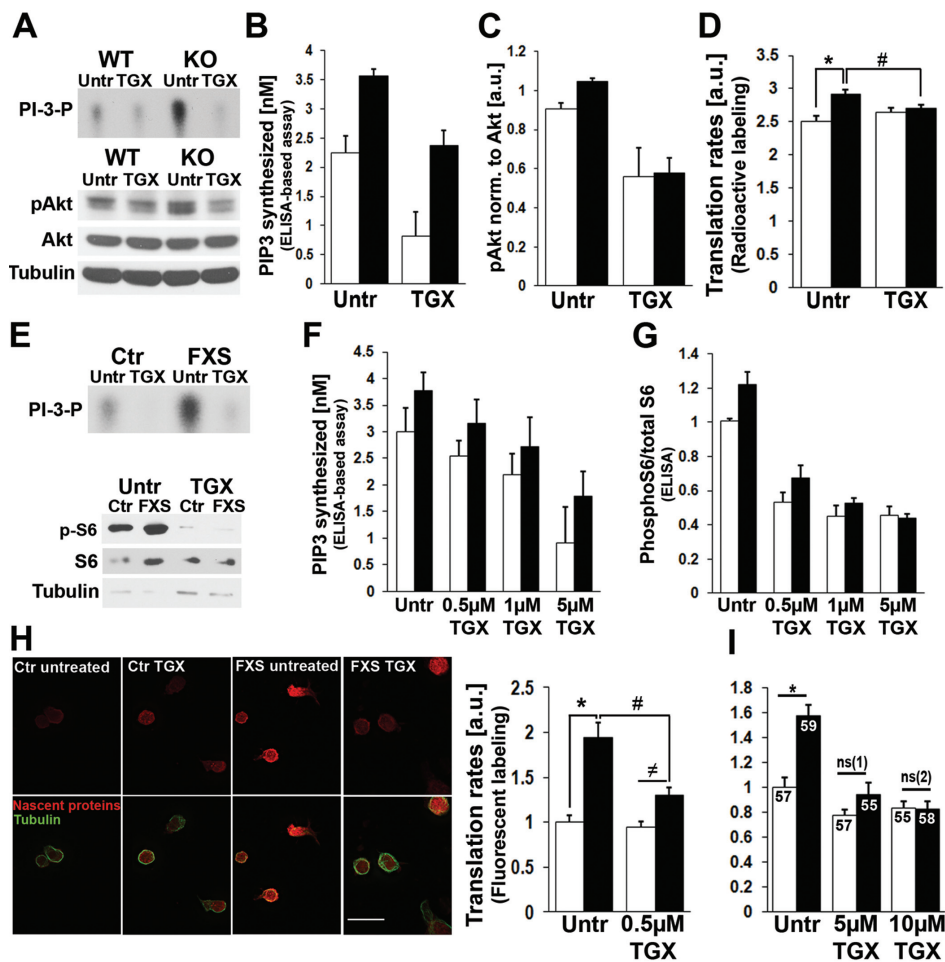 A
WT KO
Untr TGX Untr TGX
PI-3-P
WT KO
Untr TGX Untr TGX
pAkt
Akt
Tubulin
B
PIP3 synthesized [nM]
(ELISA-based assay)
4
3.5
3
2.5
2
1.5
1
0.5
0
Untr TGX
C
pAkt norm. to Akt [a.u.]
1.2
1
0.8
0.6
0.4
0.2
0
Untr TGX
D
Translation rates [a.u.]
(Radioactive labeling)
3.5
3
2.5
2
1.5
1
0.5
0
* #
Untr TGX
E
Ctr FXS
Untr TGX Untr TGX
PI-3-P
Untr TGX
Ctr FXS Ctr FXS
p-S6
S6
Tubulin
F
PIP3 synthesized [nM]
(ELISA-based assay)
4.5
4
3.5
3
2.5
2
1.5
1
0.5
0
Untr 0.5µM 1µM 5µM
TGX TGX TGX
G
PhosphoS6/total S6
(ELISA)
1.4
1.2
1
0.8
0.6
0.4
0.2
0
Untr 0.5µM 1µM 5µM
TGX TGX TGX
H
Ctr untreated Ctr TGX FXS untreated FXS TGX
Nascent proteins
Tubulin
Translation rates [a.u.]
(Fluorescent labeling)
2.5
2
1.5
1
0.5
0
* #
≠
Untr 0.5µM
TGX
I
1.8
1.6
1.4
1.2
1
0.8
0.6
0.4
0.2
0
*
ns(1) ns(2)
57 59 57 55 55 58
Untr 5µM 10µM
TGX TGX